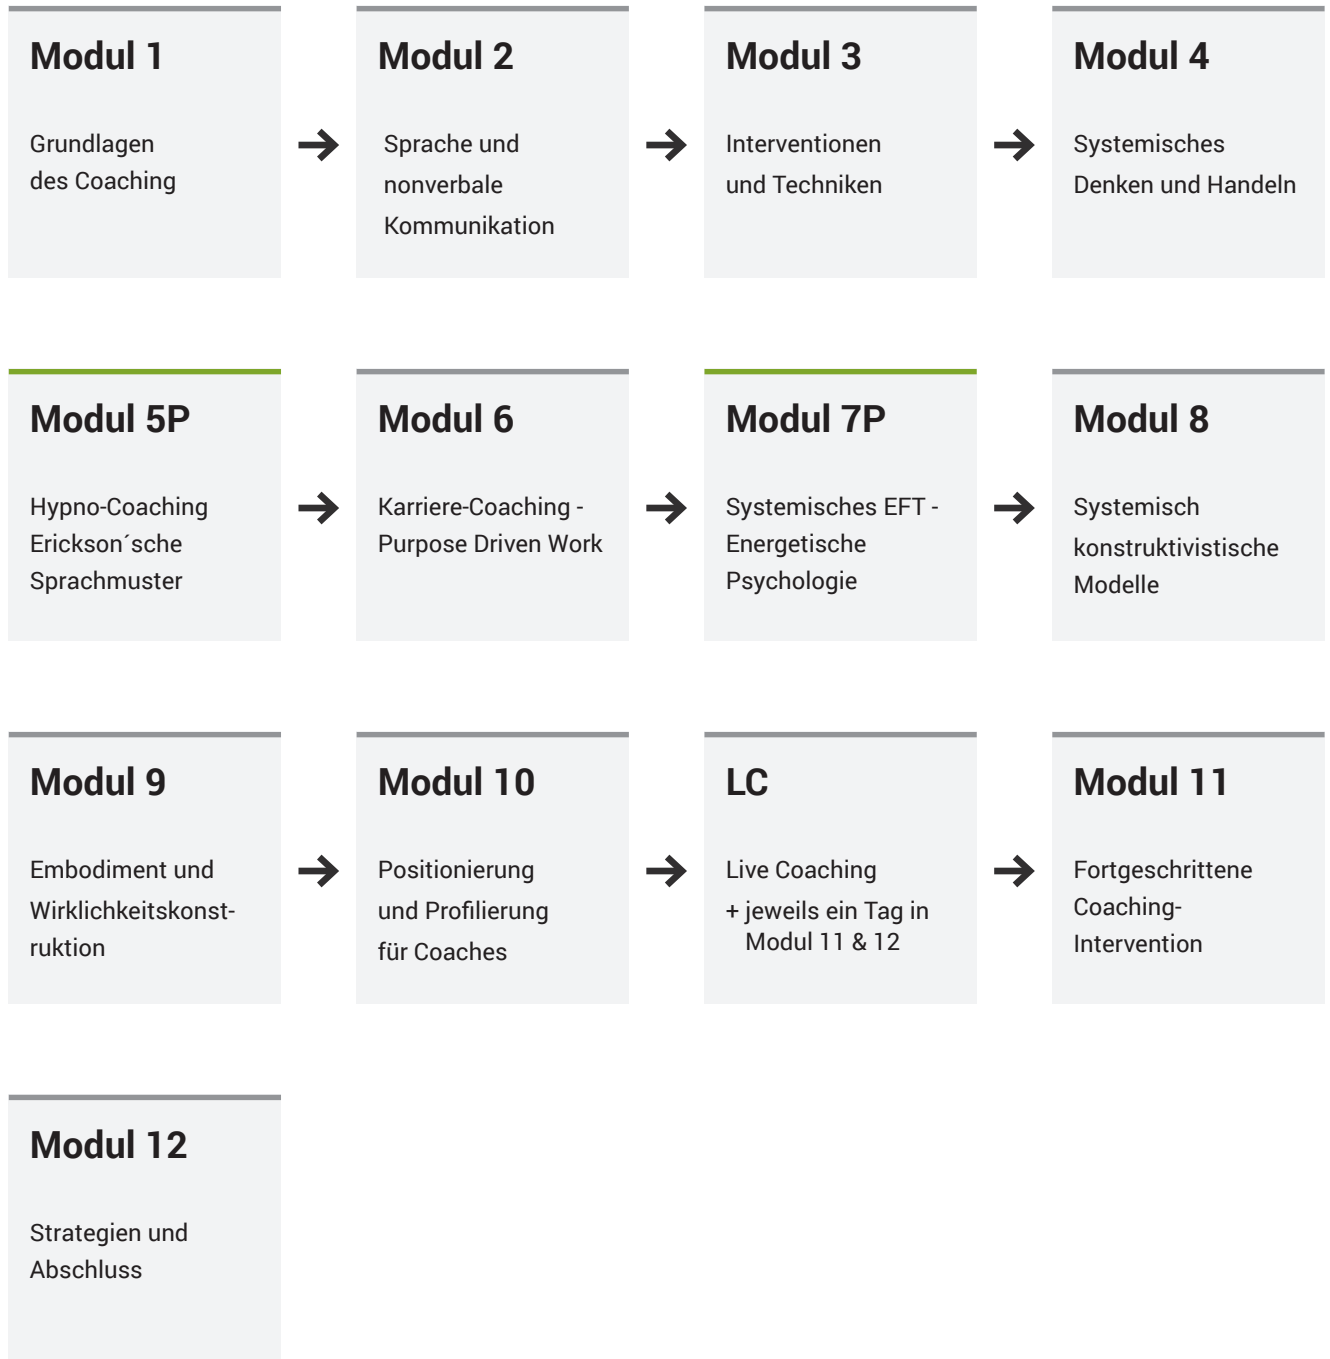 Modul 1
Grundlagen
des Coaching
Modul 2
Sprache und
nonverbale
Kommunikation
Modul 3
Interventionen
und Techniken
Modul 4
Systemisches
Denken und Handeln
Modul 5P
Hypno-Coaching
Erickson´sche
Sprachmuster
Modul 6
Karriere-Coaching -
Purpose Driven Work
Modul 7P
Systemisches EFT -
Energetische
Psychologie
Modul 8
Systemisch
konstruktivistische
Modelle
Modul 9
Embodiment und
Wirklichkeitskonst-
ruktion
Modul 10
Positionierung
und Profilierung
für Coaches
LC
Live Coaching
+ jeweils ein Tag in
Modul 11 & 12
Modul 11
Fortgeschrittene
Coaching-
Intervention
Modul 12
Strategien und
Abschluss